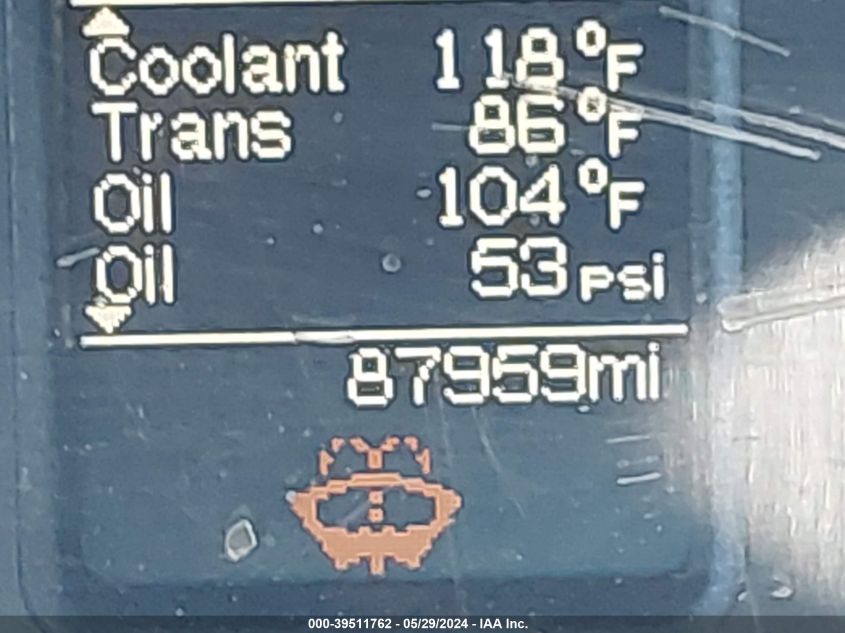 Coolant 118°F
Trans 86°F
Oil 104°F
Oil 53psi
87959mi
000-39511762 - 05/29/2024 - IAA Inc.